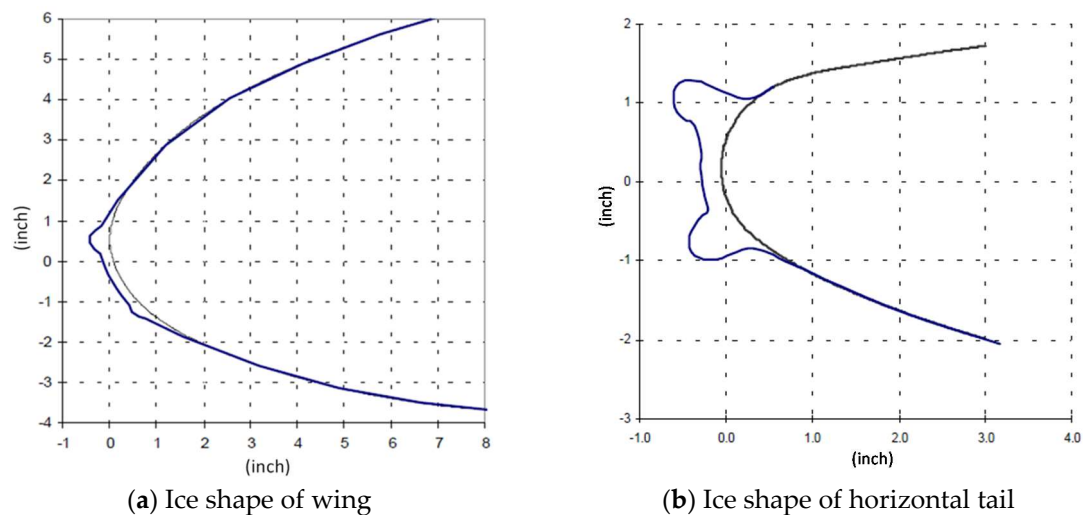 6
5
4
3
2
1
0
-1
-2
-3
-4
(inch)
-1 0 1 2 3 4 5 6 7 8
(inch)
(a) Ice shape of wing
2
1
0
-1
-2
-3
(inch)
-1.0 0.0 1.0 2.0 3.0 4.0
(inch)
(b) Ice shape of horizontal tail